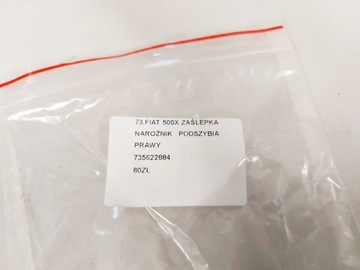 73.FIAT 500X ZAŚLEPKA
NAROŻNIK PODSZYBIA
PRAWY
735622884
80ZŁ